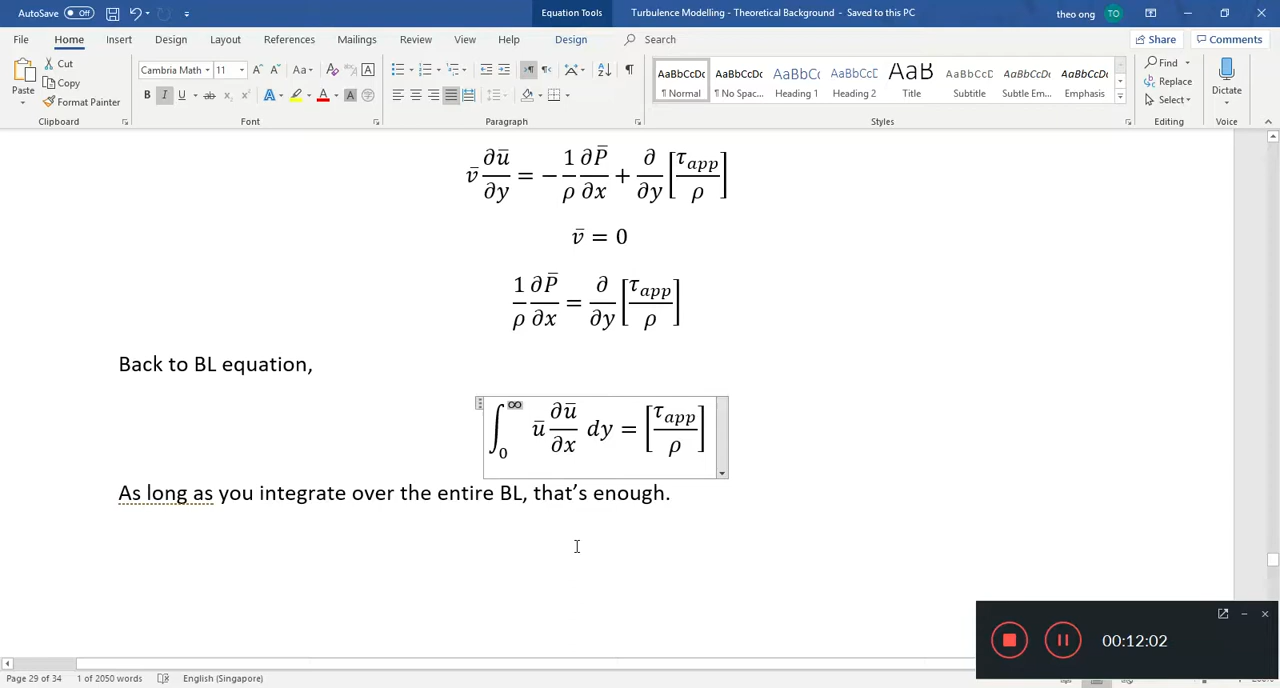 AutoSave Off Equation Tools Turbulence Modelling - Theoretical Background - Saved to this PC theo ong TO
File Home Insert Design Layout References Mailings Review View Help Design Search Share Comments
Paste Cut Copy Format Painter
Cambria Math 11 A A Aa A
B I U ab x x A A A
AaBbCcDc AaBbCcDc AaBbCc AaBbCcD AaB AaBbCcD AaBbCcDc AaBbCcDc
¶ Normal ¶ No Spac... Heading 1 Heading 2 Title Subtitle Subtle Em... Emphasis
Find Replace Select Dictate
Clipboard Font Paragraph Styles Editing Voice
v̄ ∂ū/∂y = − 1/ρ ∂P̄/∂x + ∂/∂y [τ_app/ρ]
v̄ = 0
1/ρ ∂P̄/∂x = ∂/∂y [τ_app/ρ]
Back to BL equation,
∫₀^∞ ū ∂ū/∂x dy = [τ_app/ρ]
As long as you integrate over the entire BL, that's enough.
00:12:02
Page 29 of 34 1 of 2050 words English (Singapore)